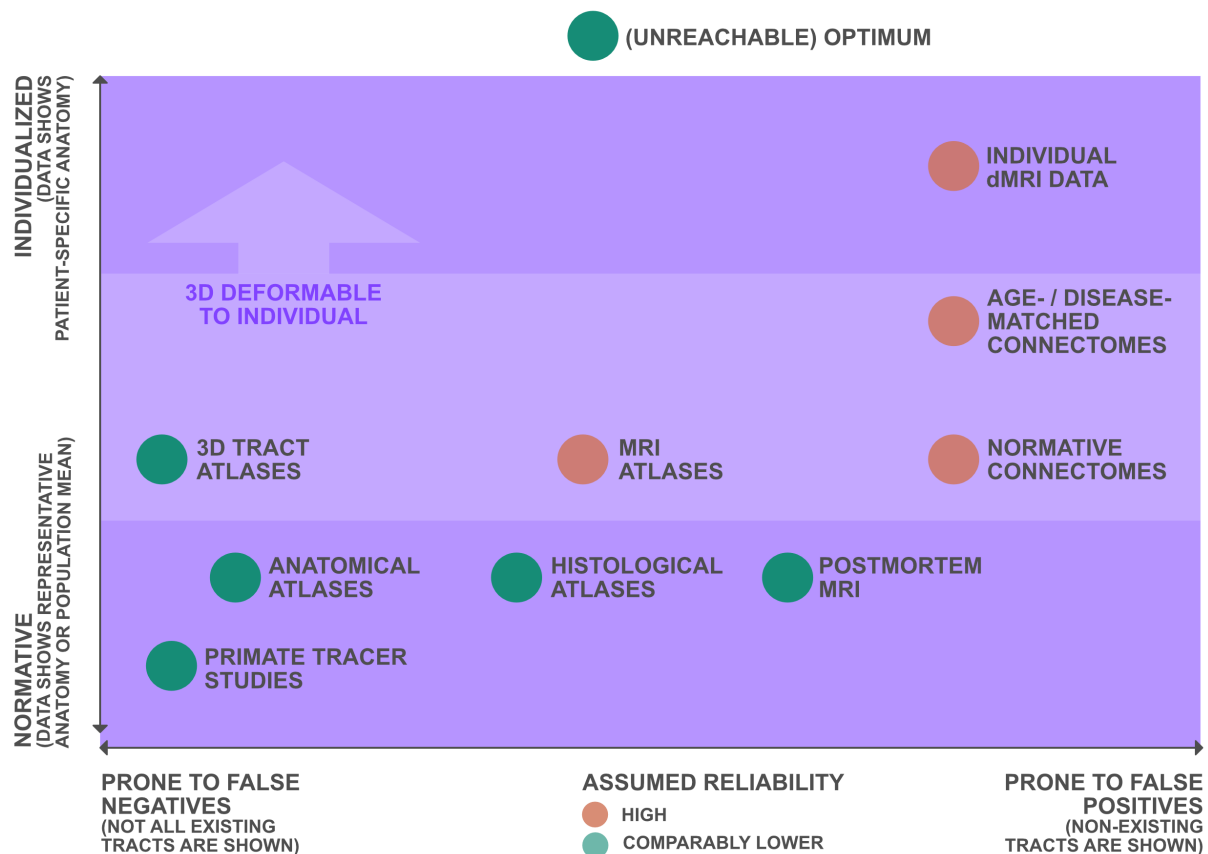 (UNREACHABLE) OPTIMUM
INDIVIDUALIZED
(DATA SHOWS
PATIENT-SPECIFIC ANATOMY)
INDIVIDUAL
dMRI DATA
3D DEFORMABLE
TO INDIVIDUAL
AGE- / DISEASE-
MATCHED
CONNECTOMES
3D TRACT
ATLASES
MRI
ATLASES
NORMATIVE
CONNECTOMES
NORMATIVE
(DATA SHOWS REPRESENTATIVE
ANATOMY OR POPULATION MEAN)
ANATOMICAL
ATLASES
HISTOLOGICAL
ATLASES
POSTMORTEM
MRI
PRIMATE TRACER
STUDIES
PRONE TO FALSE
NEGATIVES
(NOT ALL EXISTING
TRACTS ARE SHOWN)
ASSUMED RELIABILITY
HIGH
COMPARABLY LOWER
PRONE TO FALSE
POSITIVES
(NON-EXISTING
TRACTS ARE SHOWN)